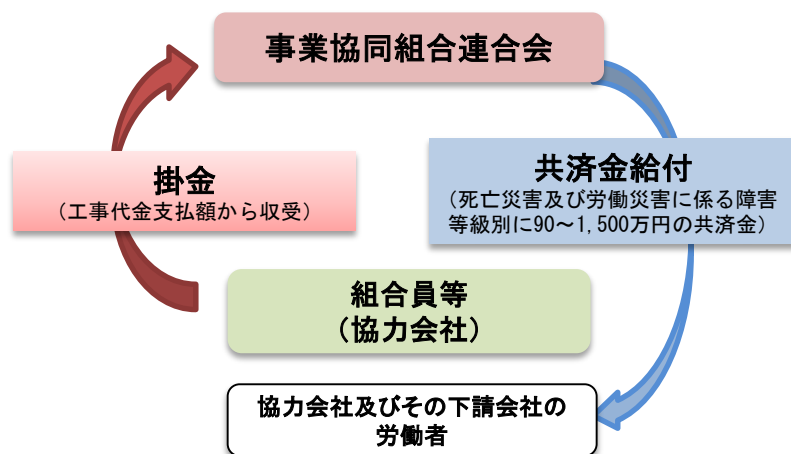 事業協同組合連合会
掛金
（工事代金支払額から収受）
共済金給付
（死亡災害及び労働災害に係る障害
等級別に90～1,500万円の共済金）
組合員等
（協力会社）
協力会社及びその下請会社の
労働者